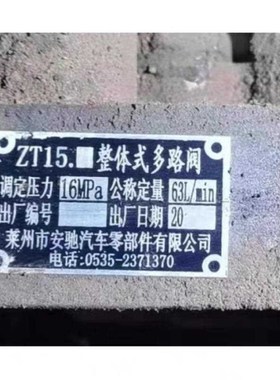 ZT15. 整体式多路阀
调定压力 16MPa 公称定量 63L/min
出厂编号 出厂日期 20
莱州市安驰汽车零部件有限公司
电话:0535-2371370